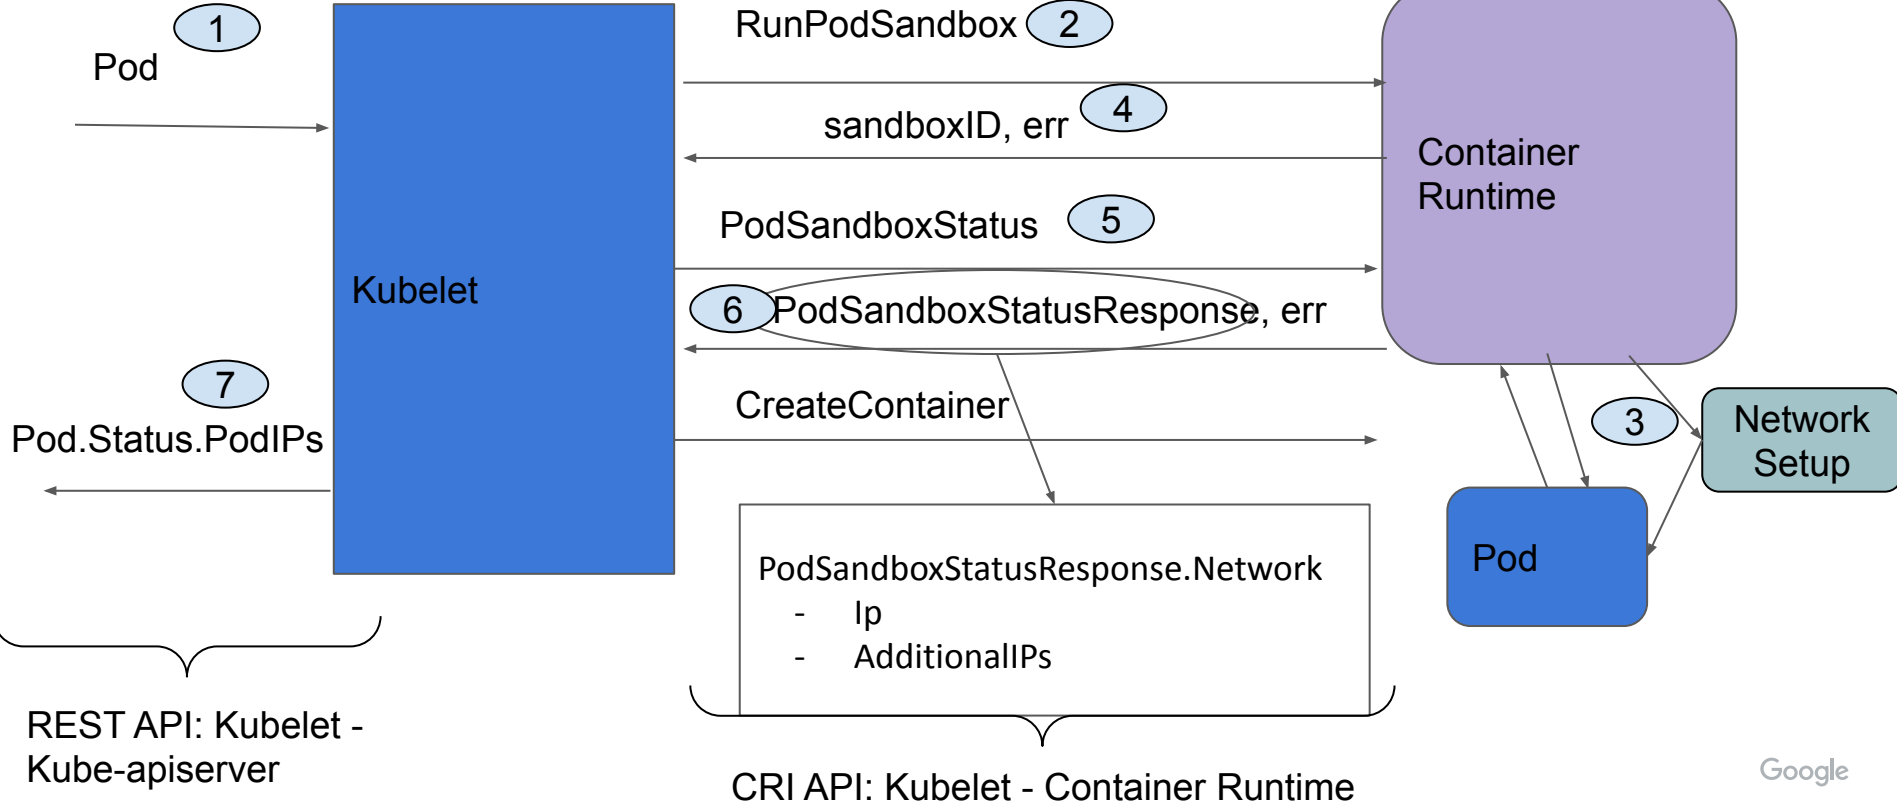 1
Pod
RunPodSandbox 2
sandboxID, err 4
PodSandboxStatus 5
6 PodSandboxStatusResponse, err
CreateContainer
Kubelet
Container
Runtime
7
Pod.Status.PodIPs
3
Network
Setup
Pod
PodSandboxStatusResponse.Network
- Ip
- AdditionalIPs
REST API: Kubelet -
Kube-apiserver
CRI API: Kubelet - Container Runtime
Google